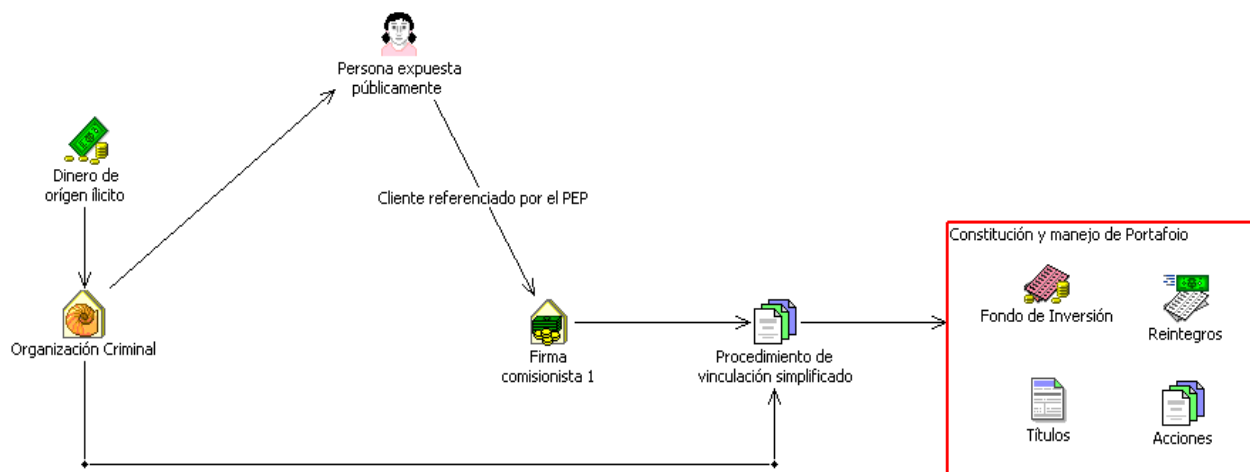 Persona expuesta
públicamente
Dinero de
orígen ílicito
Cliente referenciado por el PEP
Organización Criminal
Firma
comisionista 1
Procedimiento de
vinculación simplificado
Constitución y manejo de Portafoio
Fondo de Inversión
Reintegros
Títulos
Acciones